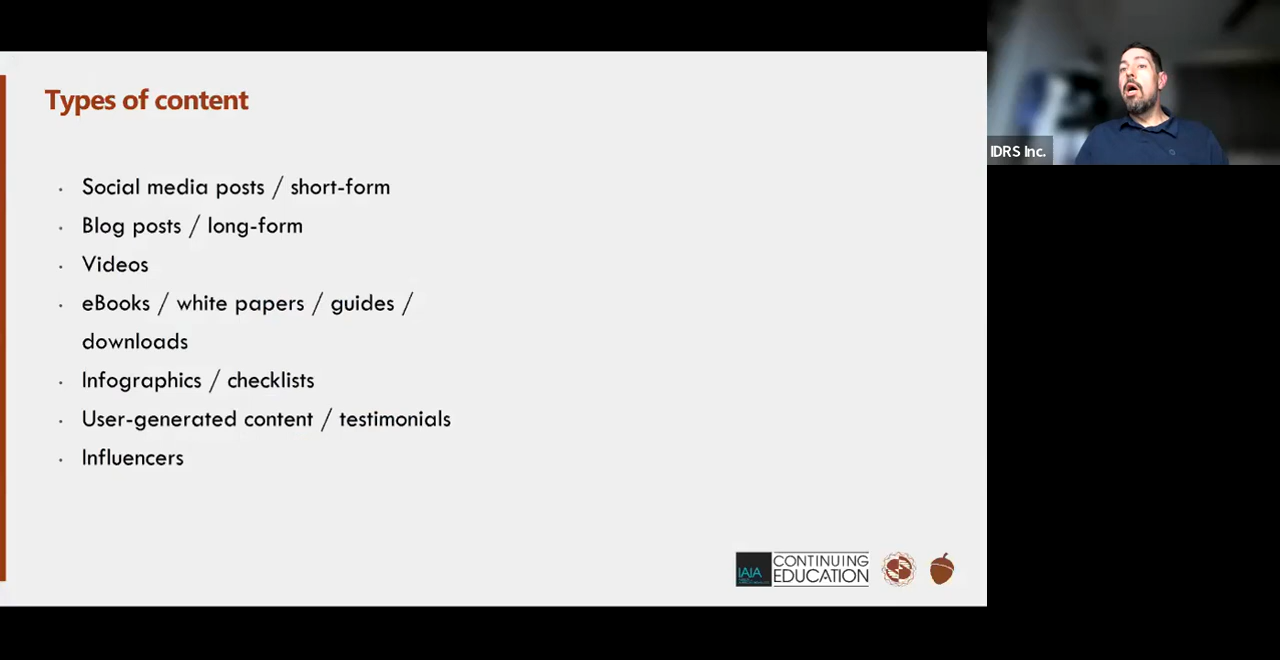 Types of content
· Social media posts / short-form
· Blog posts / long-form
· Videos
· eBooks / white papers / guides /
downloads
· Infographics / checklists
· User-generated content / testimonials
· Influencers
IAIA
CONTINUING
EDUCATION
IDRS Inc.